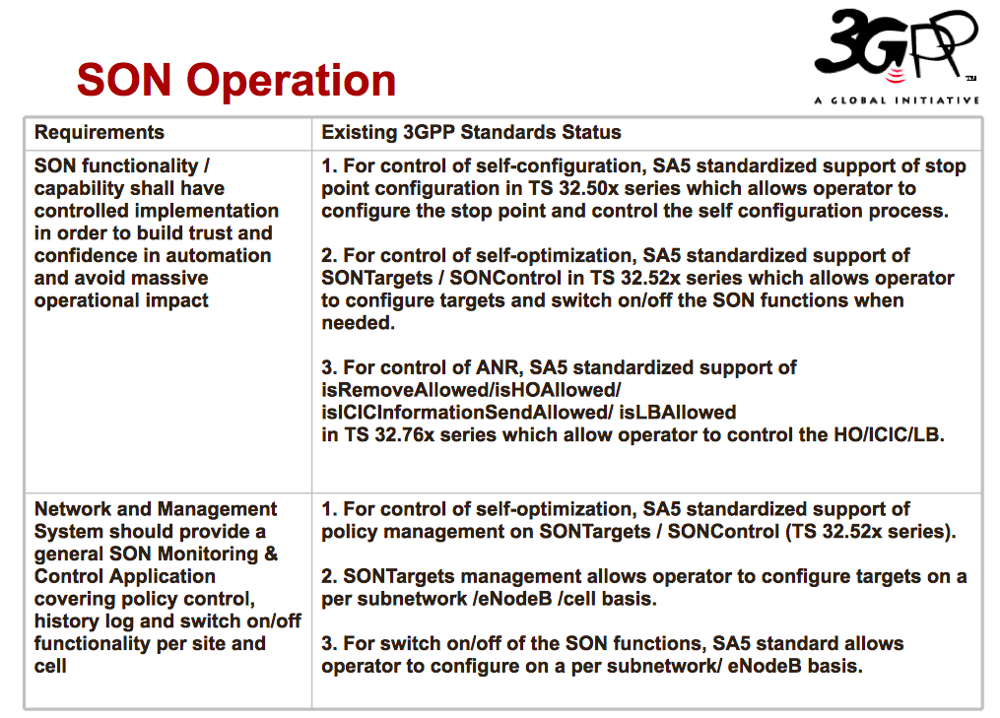 SON Operation
3GPP
TM
A GLOBAL INITIATIVE
Requirements
Existing 3GPP Standards Status
SON functionality /
capability shall have
controlled implementation
in order to build trust and
confidence in automation
and avoid massive
operational impact
1. For control of self-configuration, SA5 standardized support of stop
point configuration in TS 32.50x series which allows operator to
configure the stop point and control the self configuration process.
2. For control of self-optimization, SA5 standardized support of
SONTargets / SONControl in TS 32.52x series which allows operator
to configure targets and switch on/off the SON functions when
needed.
3. For control of ANR, SA5 standardized support of
isRemoveAllowed/isHOAllowed/
isICICInformationSendAllowed/ isLBAllowed
in TS 32.76x series which allow operator to control the HO/ICIC/LB.
Network and Management
System should provide a
general SON Monitoring &
Control Application
covering policy control,
history log and switch on/off
functionality per site and
cell
1. For control of self-optimization, SA5 standardized support of
policy management on SONTargets / SONControl (TS 32.52x series).
2. SONTargets management allows operator to configure targets on a
per subnetwork /eNodeB /cell basis.
3. For switch on/off of the SON functions, SA5 standard allows
operator to configure on a per subnetwork/ eNodeB basis.